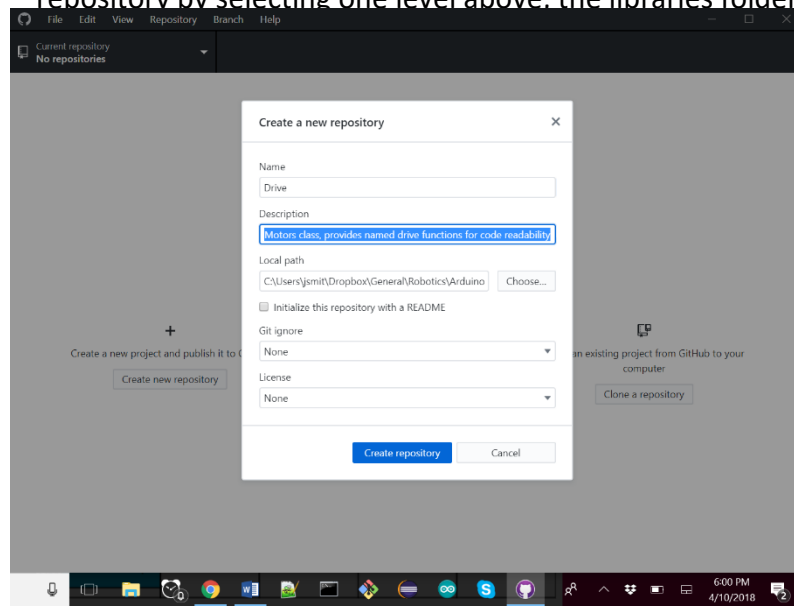 repository by selecting one level above, the libraries folder
File Edit View Repository Branch Help
Current repository
No repositories
Create a new repository
Name
Drive
Description
Motors class, provides named drive functions for code readability
Local path
C:\Users\jsmit\Dropbox\General\Robotics\Arduino Choose...
Initialize this repository with a README
Git ignore
None
License
None
Create repository Cancel
Create a new project and publish it to
Create new repository
an existing project from GitHub to your
computer
Clone a repository
6:00 PM
4/10/2018
2